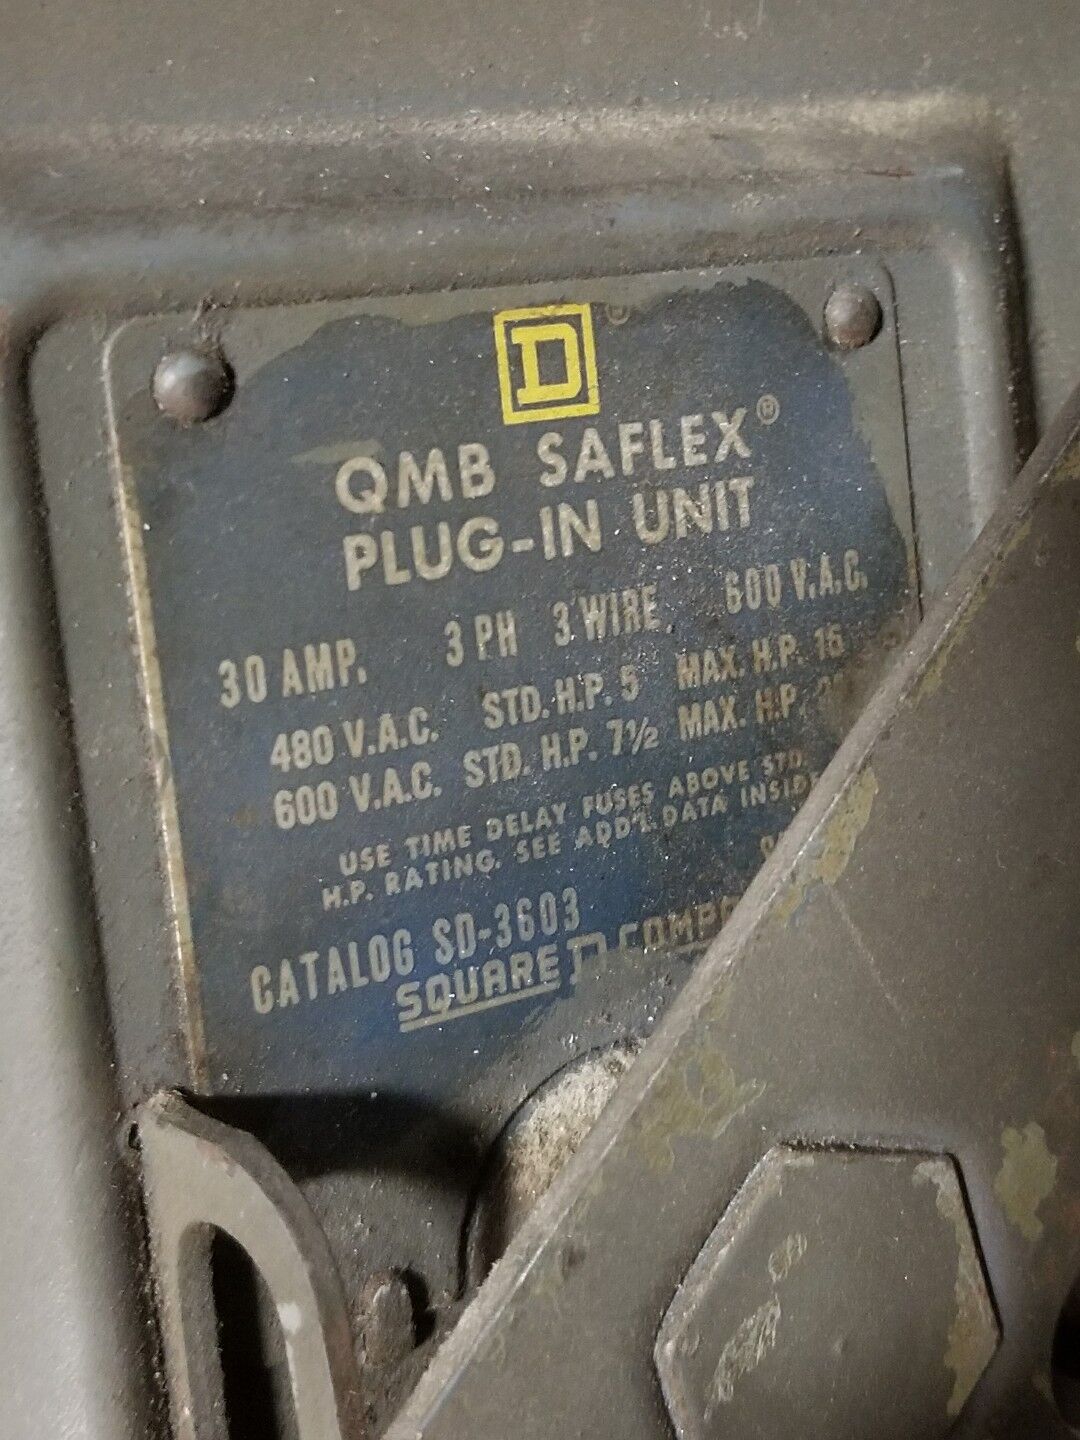 D
QMB SAFLEX®
PLUG-IN UNIT
30 AMP. 3 PH 3 WIRE 600 V.A.C.
480 V.A.C. STD. H.P. 5 MAX. H.P. 15
600 V.A.C. STD. H.P. 7½ MAX. H.P.
USE TIME DELAY FUSES ABOVE STD.
H.P. RATING. SEE ADD'L. DATA
CATALOG SD-3603
SQUARE D